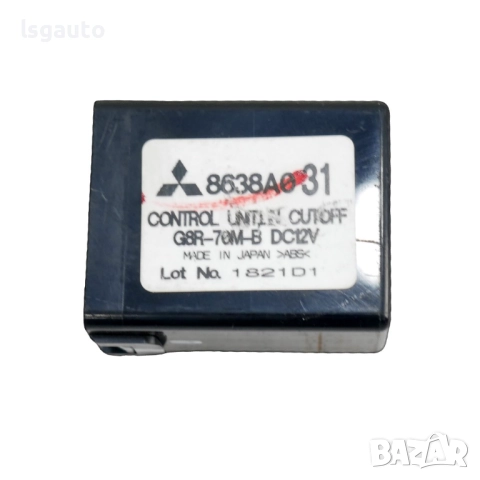 lsgauto
8638A031
CONTROL UNIT, CUTOFF
G8R-70M-B DC12V
MADE IN JAPAN >ABS<
Lot No. 1821D1
BAZAR